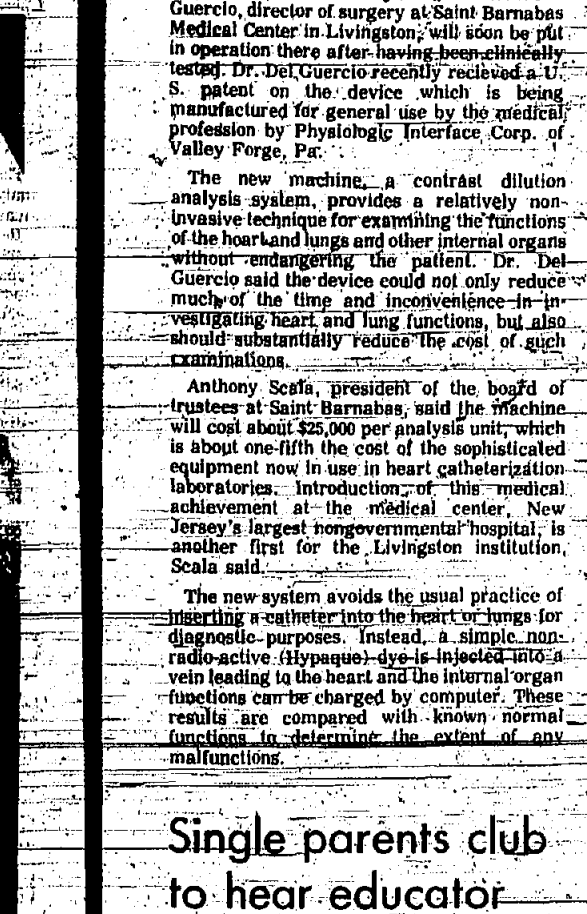 Guercio, director of surgery at Saint Barnabas
Medical Center in Livingston, will soon be put
in operation there after having been clinically
tested. Dr. Del Guercio recently recieved a U.
S. patent on the device which is being
manufactured for general use by the medical
profession by Physiologic Interface Corp. of
Valley Forge, Pa.
The new machine, a contrast dilution
analysis system, provides a relatively non-
invasive technique for examining the functions
of the heart and lungs and other internal organs
without endangering the patient. Dr. Del
Guercio said the device could not only reduce
much of the time and inconvenience in in-
vestigating heart and lung functions, but also
should substantially reduce the cost of such
examinations.
Anthony Scala, president of the board of
trustees at Saint Barnabas, said the machine
will cost about $25,000 per analysis unit, which
is about one-fifth the cost of the sophisticated
equipment now in use in heart catheterization
laboratories. Introduction of this medical
achievement at the medical center, New
Jersey's largest nongovernmental hospital, is
another first for the Livingston institution,
Scala said.
The new system avoids the usual practice of
inserting a catheter into the heart or lungs for
diagnostic purposes. Instead, a simple non-
radio-active (Hypaque) dye is injected into a
vein leading to the heart and the internal organ
functions can be charged by computer. These
results are compared with known normal
functions to determine the extent of any
malfunctions.
Single parents club
to hear educator